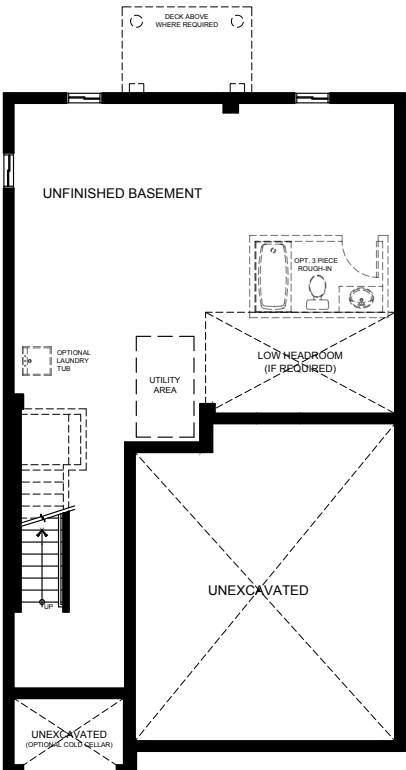 DECK ABOVE
WHERE REQUIRED
UNFINISHED BASEMENT
OPT. 3 PIECE
ROUGH-IN
OPTIONAL
LAUNDRY
TUB
UTILITY
AREA
LOW HEADROOM
(IF REQUIRED)
UNEXCAVATED
UP
UNEXCAVATED
(OPTIONAL COLD CELLAR)